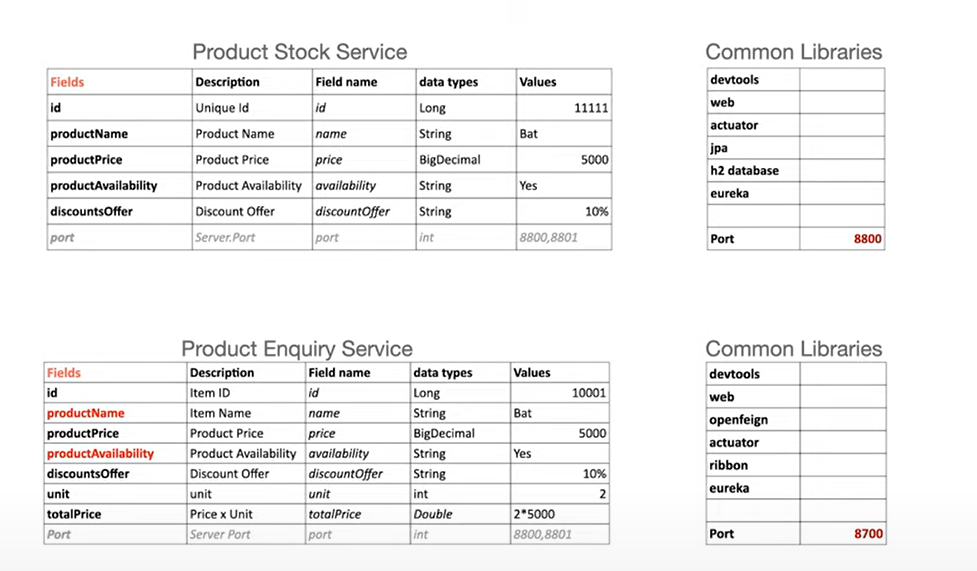 Product Stock Service
Fields Description Field name data types Values
id Unique Id id Long 11111
productName Product Name name String Bat
productPrice Product Price price BigDecimal 5000
productAvailability Product Availability availability String Yes
discountsOffer Discount Offer discountOffer String 10%
port Server.Port port int 8800,8801
Common Libraries
devtools
web
actuator
jpa
h2 database
eureka
Port 8800
Product Enquiry Service
Fields Description Field name data types Values
id Item ID id Long 10001
productName Item Name name String Bat
productPrice Product Price price BigDecimal 5000
productAvailability Product Availability availability String Yes
discountsOffer Discount Offer discountOffer String 10%
unit unit unit int 2
totalPrice Price x Unit totalPrice Double 2*5000
Port Server Port port int 8800,8801
Common Libraries
devtools
web
openfeign
actuator
ribbon
eureka
Port 8700